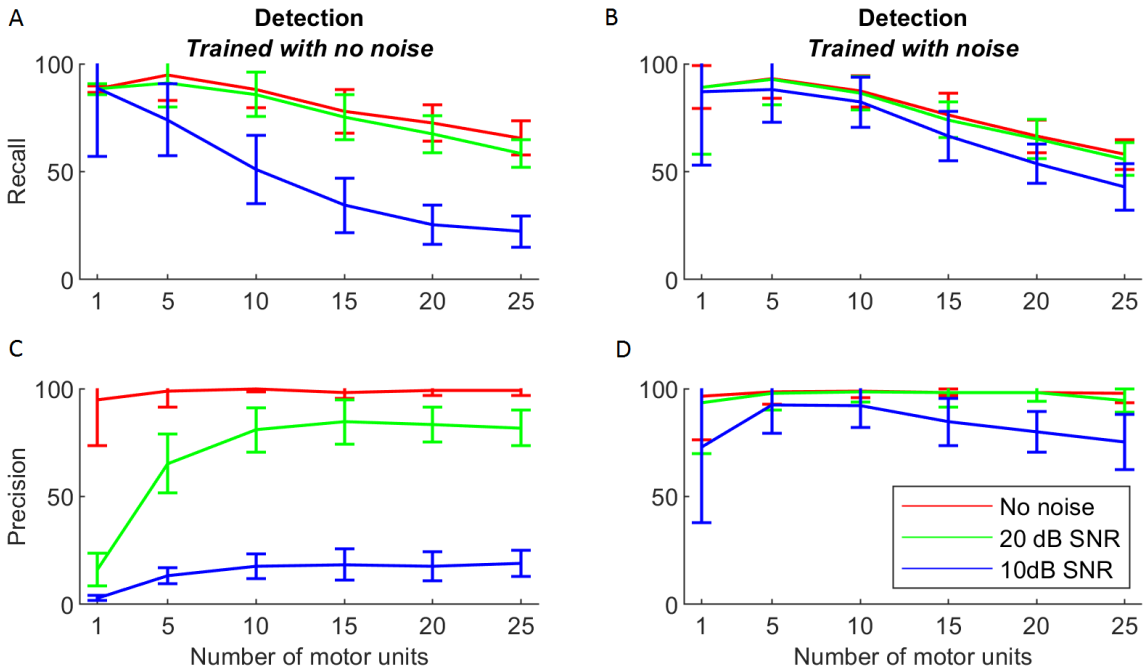 A
Detection
Trained with no noise
100
50
0
Recall
1 5 10 15 20 25
B
Detection
Trained with noise
100
50
0
1 5 10 15 20 25
C
100
50
0
Precision
1 5 10 15 20 25
Number of motor units
D
100
50
0
No noise
20 dB SNR
10dB SNR
1 5 10 15 20 25
Number of motor units